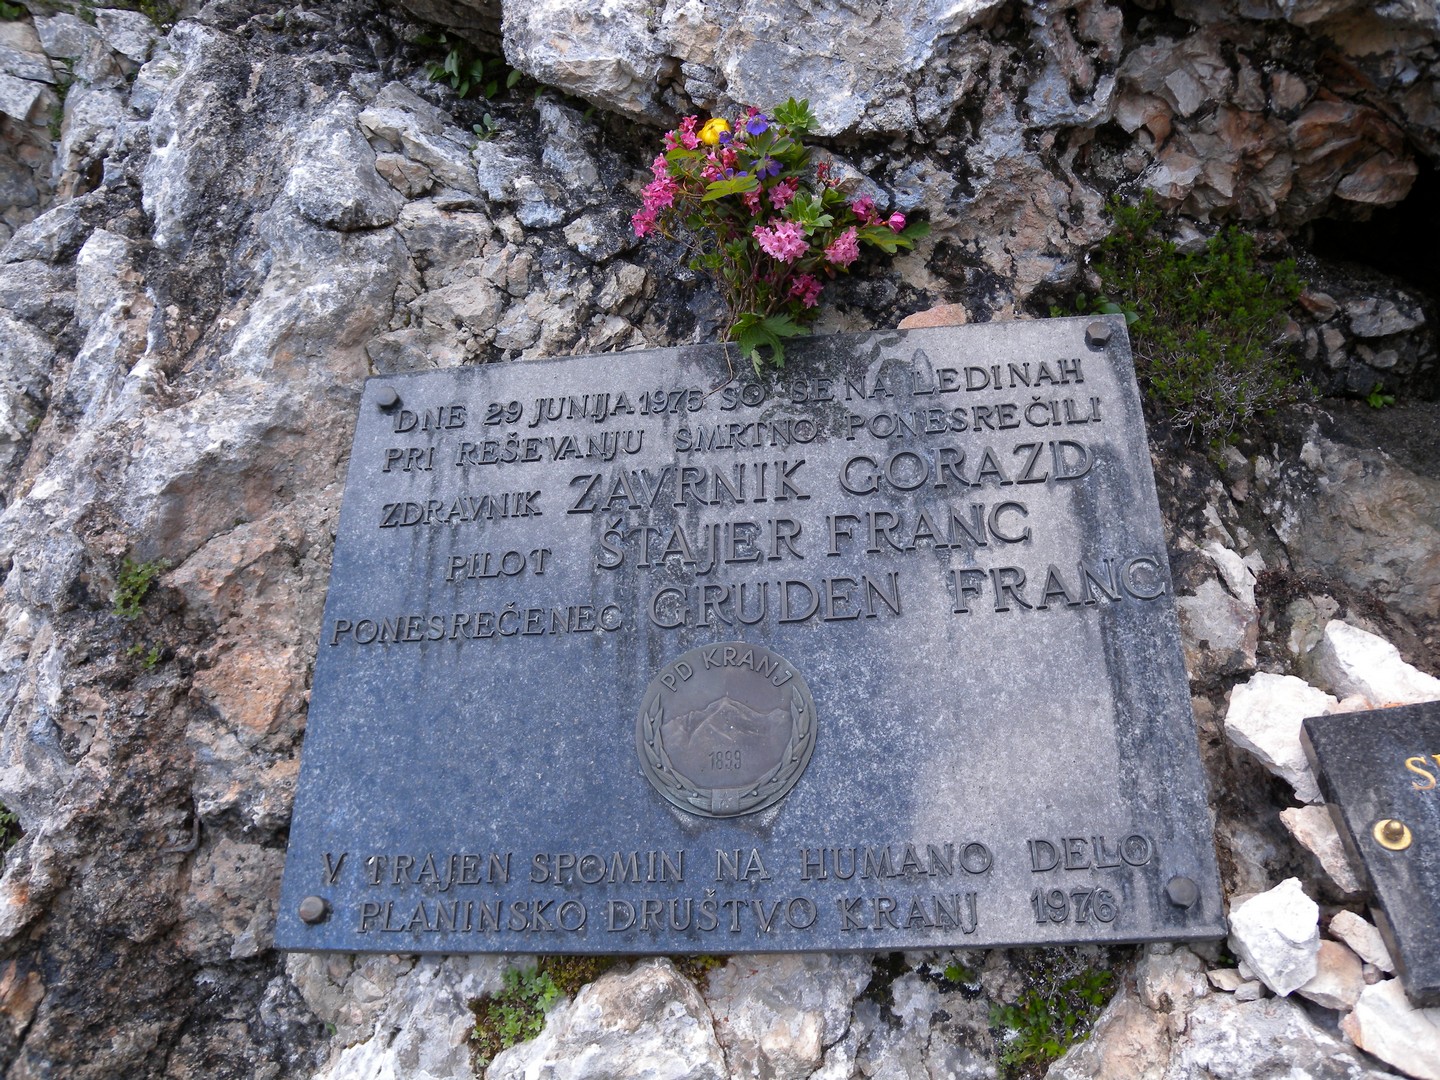 DNE 29 JUNIJA 1975 SO SE NA LEDINAH
PRI REŠEVANJU SMRTNO PONESREČILI
ZDRAVNIK ZAVRNIK GORAZD
PILOT ŠTAJER FRANC
PONESREČENEC GRUDEN FRANC
PD KRANJ
1899
V TRAJEN SPOMIN NA HUMANO DELO
PLANINSKO DRUŠTVO KRANJ 1976